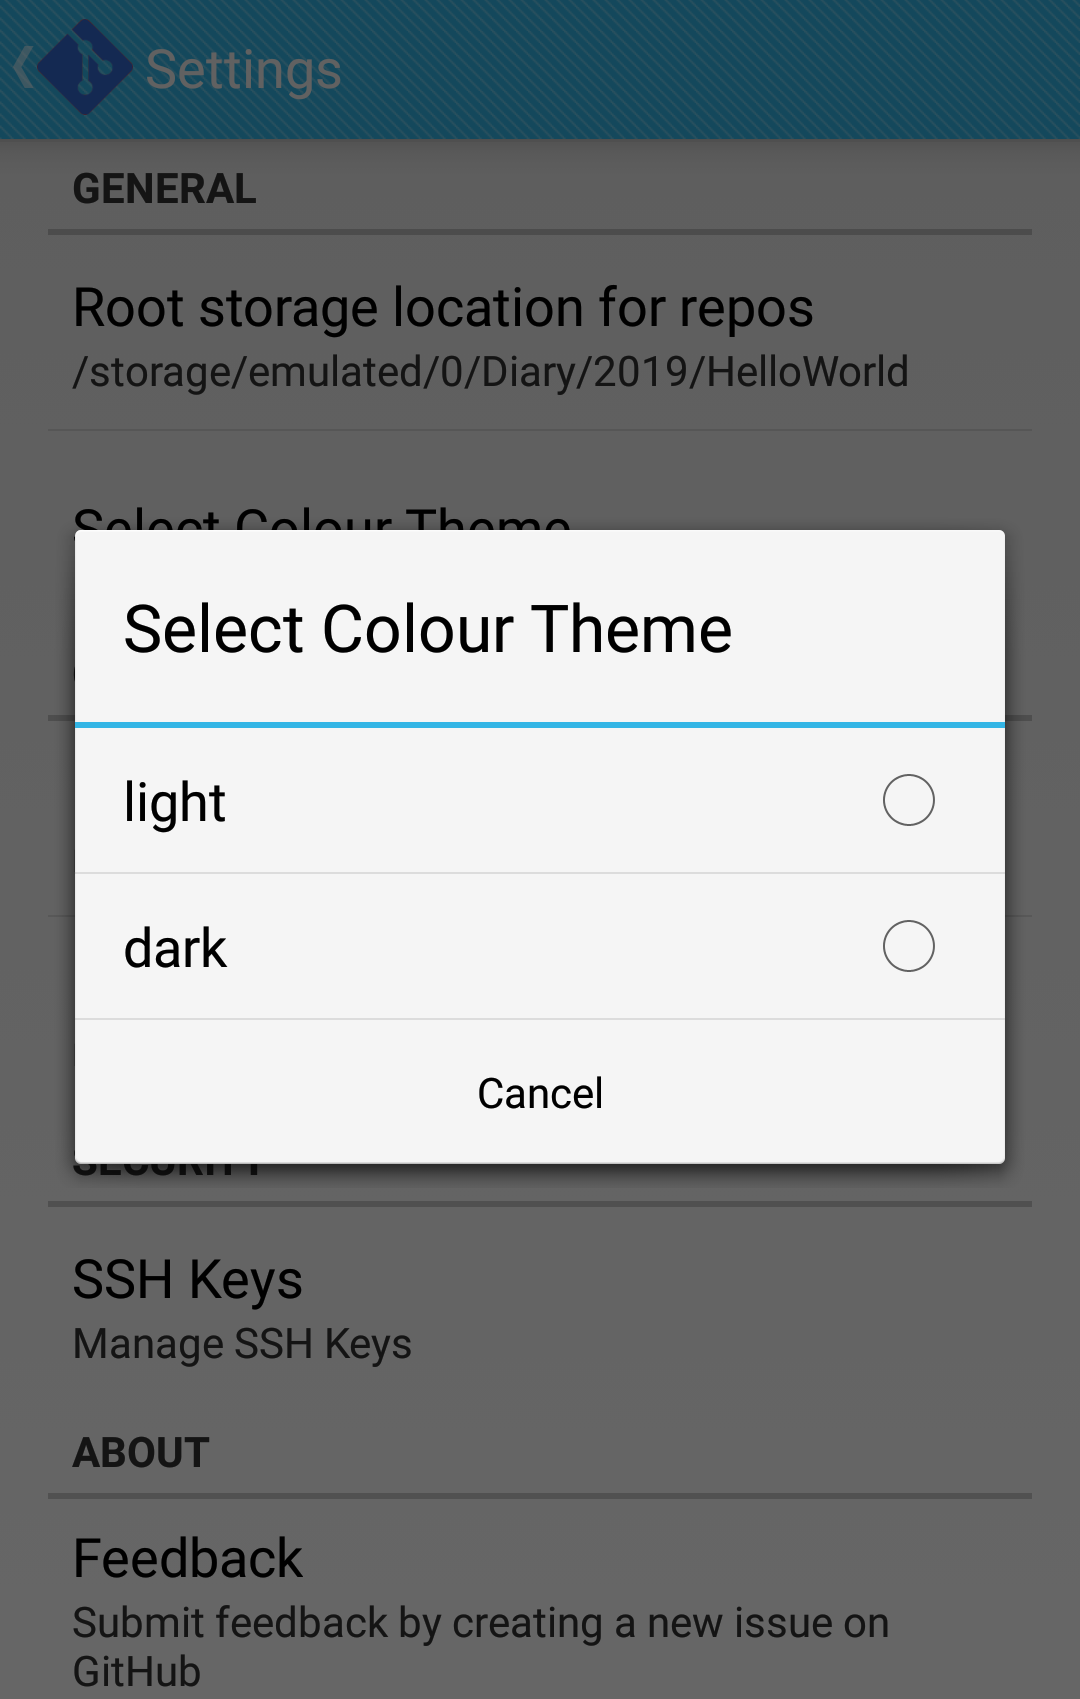 Settings
GENERAL
Root storage location for repos
/storage/emulated/0/Diary/2019/HelloWorld
Select Colour Theme
Select Colour Theme
light
dark
Cancel
SECURITY
SSH Keys
Manage SSH Keys
ABOUT
Feedback
Submit feedback by creating a new issue on
GitHub